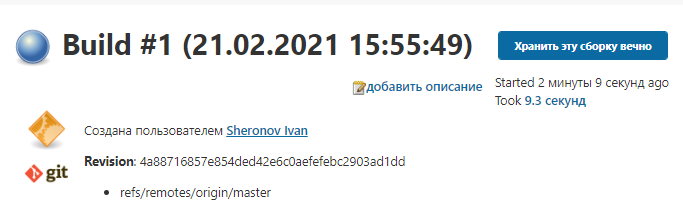 Build #1 (21.02.2021 15:55:49)
Хранить эту сборку вечно
добавить описание
Started 2 минуты 9 секунд ago
Took 9.3 секунд
Создана пользователем Sheronov Ivan
git
Revision: 4a88716857e854ded42e6c0aefefebc2903ad1dd
refs/remotes/origin/master